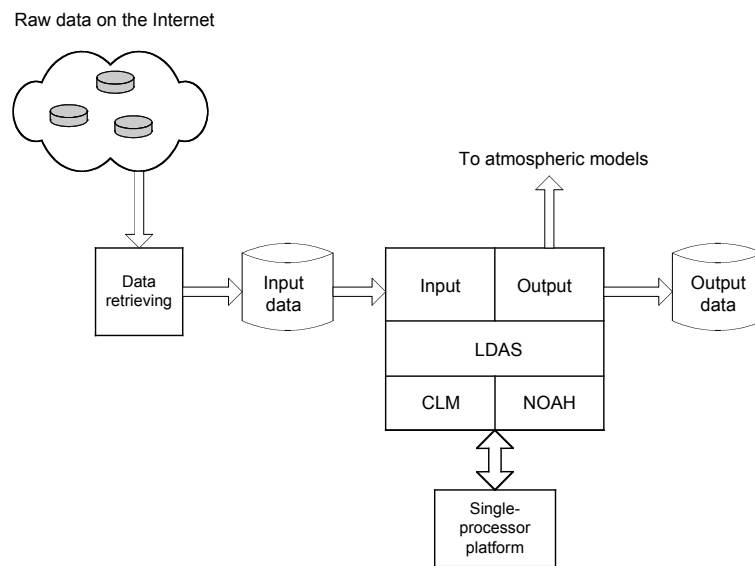 Raw data on the Internet
To atmospheric models
Data
retrieving
Input
data
Input
Output
Output
data
LDAS
CLM
NOAH
Single-
processor
platform